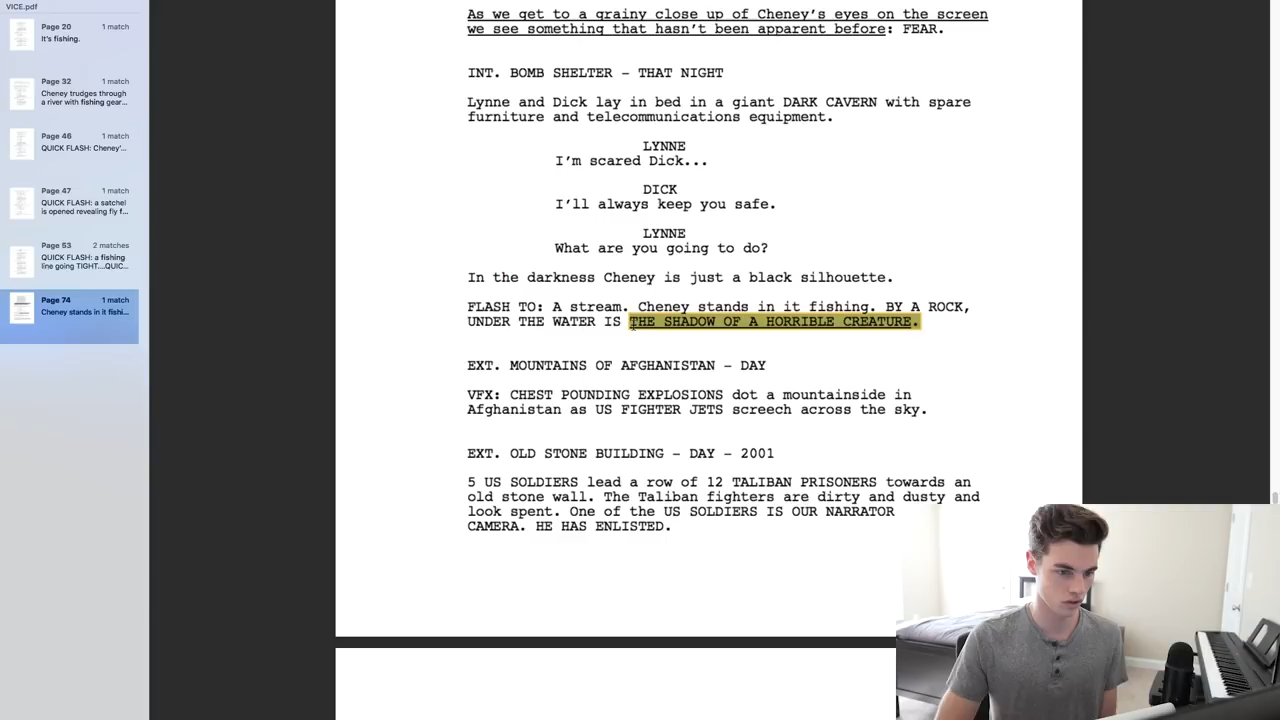 VICE.pdf
Page 20 1 match
It's fishing.
Page 32 1 match
Cheney trudges through
a river with fishing gear...
Page 46 1 match
QUICK FLASH: Cheney'...
Page 47 1 match
QUICK FLASH: a satchel
is opened revealing fly f...
Page 53 2 matches
QUICK FLASH: a fishing
line going TIGHT....QUIC...
Page 74 1 match
Cheney stands in it fishi...
As we get to a grainy close up of Cheney's eyes on the screen
we see something that hasn't been apparent before: FEAR.
INT. BOMB SHELTER - THAT NIGHT
Lynne and Dick lay in bed in a giant DARK CAVERN with spare
furniture and telecommunications equipment.
LYNNE
I'm scared Dick...
DICK
I'll always keep you safe.
LYNNE
What are you going to do?
In the darkness Cheney is just a black silhouette.
FLASH TO: A stream. Cheney stands in it fishing. BY A ROCK,
UNDER THE WATER IS THE SHADOW OF A HORRIBLE CREATURE.
EXT. MOUNTAINS OF AFGHANISTAN - DAY
VFX: CHEST POUNDING EXPLOSIONS dot a mountainside in
Afghanistan as US FIGHTER JETS screech across the sky.
EXT. OLD STONE BUILDING - DAY - 2001
5 US SOLDIERS lead a row of 12 TALIBAN PRISONERS towards an
old stone wall. The Taliban fighters are dirty and dusty and
look spent. One of the US SOLDIERS IS OUR NARRATOR
CAMERA. HE HAS ENLISTED.